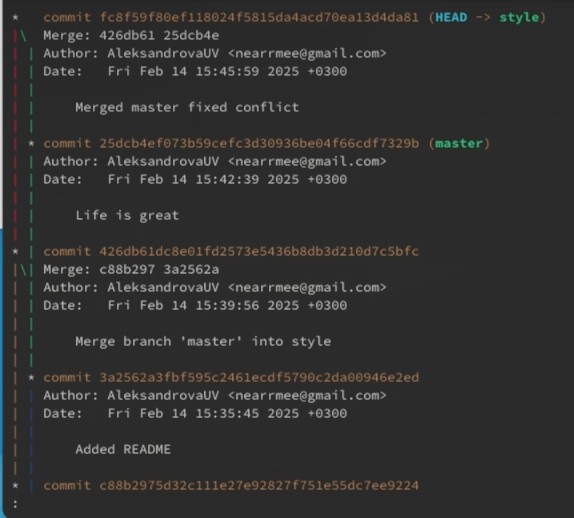 * commit fc8f59f80ef118024f5815da4acd70ea13d4da81 (HEAD -> style)
|\ Merge: 426db61 25dcb4e
| | Author: AleksandrovaUV <nearrmee@gmail.com>
| | Date: Fri Feb 14 15:45:59 2025 +0300
| |
| | Merged master fixed conflict
| |
| * commit 25dcb4ef073b59cefc3d30936be04f66cdf7329b (master)
| | Author: AleksandrovaUV <nearrmee@gmail.com>
| | Date: Fri Feb 14 15:42:39 2025 +0300
| |
| | Life is great
| |
* | commit 426db61dc8e01fd2573e5436b8db3d210d7c5bfc
|\| Merge: c88b297 3a2562a
| | Author: AleksandrovaUV <nearrmee@gmail.com>
| | Date: Fri Feb 14 15:39:56 2025 +0300
| |
| | Merge branch 'master' into style
| |
| * commit 3a2562a3fbf595c2461ecdf5790c2da00946e2ed
| | Author: AleksandrovaUV <nearrmee@gmail.com>
| | Date: Fri Feb 14 15:35:45 2025 +0300
| |
| | Added README
| |
* | commit c88b2975d32c111e27e92827f751e55dc7ee9224
: